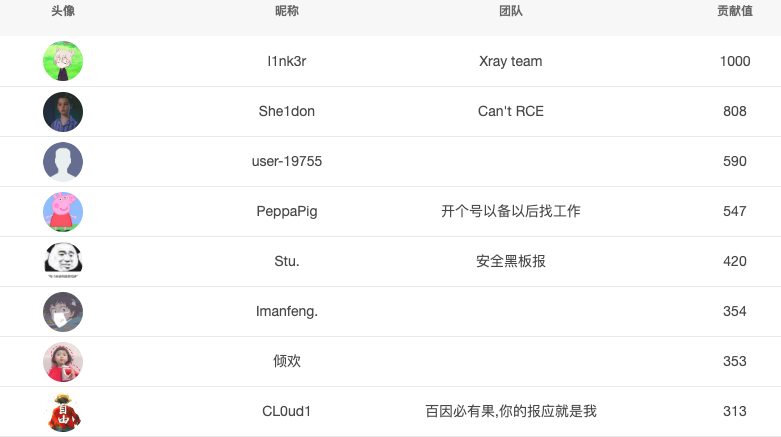 头像 昵称 团队 贡献值
l1nk3r Xray team 1000
She1don Can't RCE 808
user-19755 590
PeppaPig 开个号以备以后找工作 547
Stu. 安全黑板报 420
Imanfeng. 354
倾欢 353
自由
CL0ud1 百因必有果,你的报应就是我 313